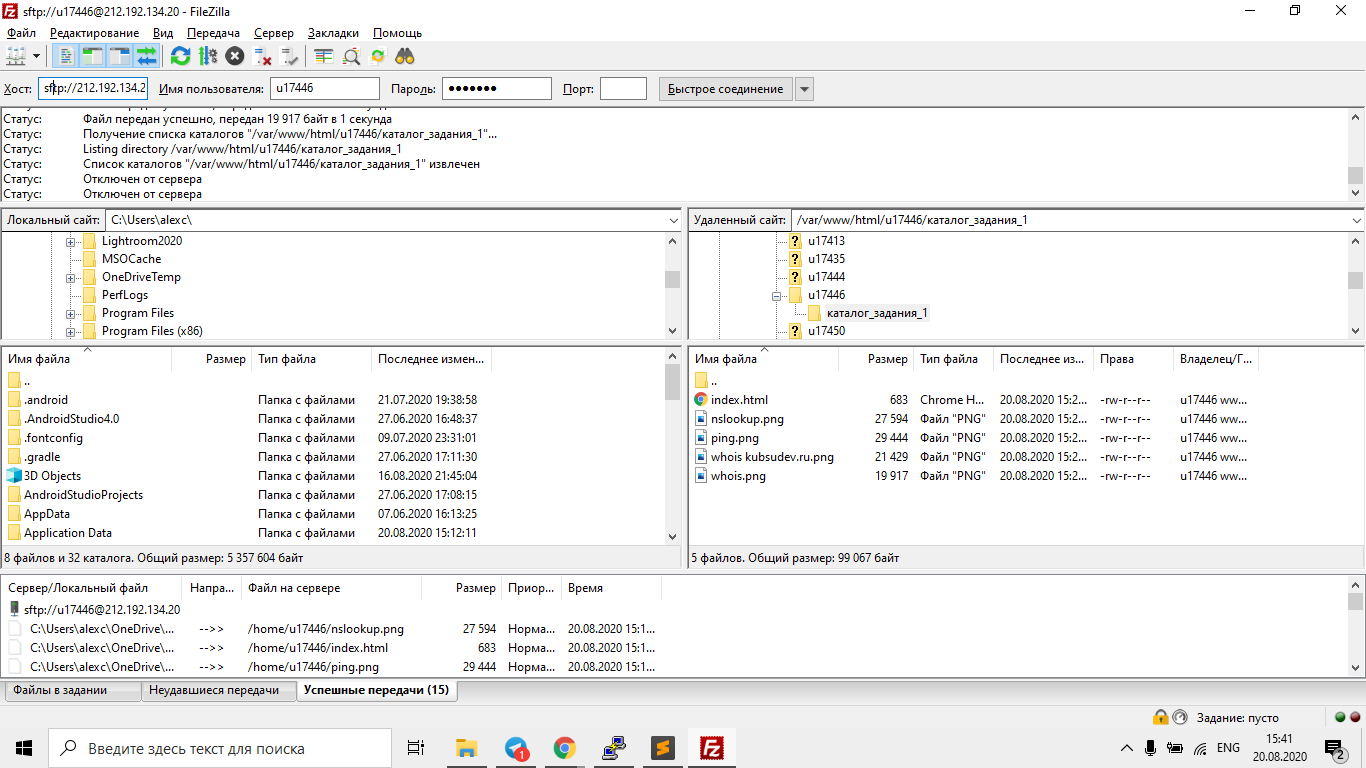 sftp://u17446@212.192.134.20 - FileZilla
Файл Редактирование Вид Передача Сервер Закладки Помощь
Хост: sftp://212.192.134.2 Имя пользователя: u17446 Пароль: ●●●●●●● Порт: Быстрое соединение
Статус: Файл передан успешно, передан 19 917 байт в 1 секунда
Статус: Получение списка каталогов "/var/www/html/u17446/каталог_задания_1"...
Статус: Listing directory /var/www/html/u17446/каталог_задания_1
Статус: Список каталогов "/var/www/html/u17446/каталог_задания_1" извлечен
Статус: Отключен от сервера
Статус: Отключен от сервера
Локальный сайт: C:\Users\alexc\
Lightroom2020
MSOCache
OneDriveTemp
PerfLogs
Program Files
Program Files (x86)
Удаленный сайт: /var/www/html/u17446/каталог_задания_1
? u17413
? u17435
? u17444
u17446
каталог_задания_1
? u17450
Имя файла Размер Тип файла Последнее измен...
..
.android Папка с файлами 21.07.2020 19:38:58
.AndroidStudio4.0 Папка с файлами 27.06.2020 16:48:37
.fontconfig Папка с файлами 09.07.2020 23:31:01
.gradle Папка с файлами 27.06.2020 17:11:30
3D Objects Папка с файлами 16.08.2020 21:45:04
AndroidStudioProjects Папка с файлами 27.06.2020 17:08:15
AppData Папка с файлами 07.06.2020 16:13:25
Application Data Папка с файлами 20.08.2020 15:12:11
8 файлов и 32 каталога. Общий размер: 5 357 604 байт
Имя файла Размер Тип файла Последнее из... Права Владелец/Г...
..
index.html 683 Chrome H... 20.08.2020 15:2... -rw-r--r-- u17446 ww...
nslookup.png 27 594 Файл "PNG" 20.08.2020 15:2... -rw-r--r-- u17446 ww...
ping.png 29 444 Файл "PNG" 20.08.2020 15:2... -rw-r--r-- u17446 ww...
whois kubsudev.ru.png 21 429 Файл "PNG" 20.08.2020 15:2... -rw-r--r-- u17446 ww...
whois.png 19 917 Файл "PNG" 20.08.2020 15:2... -rw-r--r-- u17446 ww...
5 файлов. Общий размер: 99 067 байт
Сервер/Локальный файл Напра... Файл на сервере Размер Приор... Время
sftp://u17446@212.192.134.20
C:\Users\alexc\OneDrive\... -->> /home/u17446/nslookup.png 27 594 Норма... 20.08.2020 15:1...
C:\Users\alexc\OneDrive\... -->> /home/u17446/index.html 683 Норма... 20.08.2020 15:1...
C:\Users\alexc\OneDrive\... -->> /home/u17446/ping.png 29 444 Норма... 20.08.2020 15:1...
Файлы в задании Неудавшиеся передачи Успешные передачи (15)
Задание: пусто
Введите здесь текст для поиска
1
ENG
15:41
20.08.2020
2